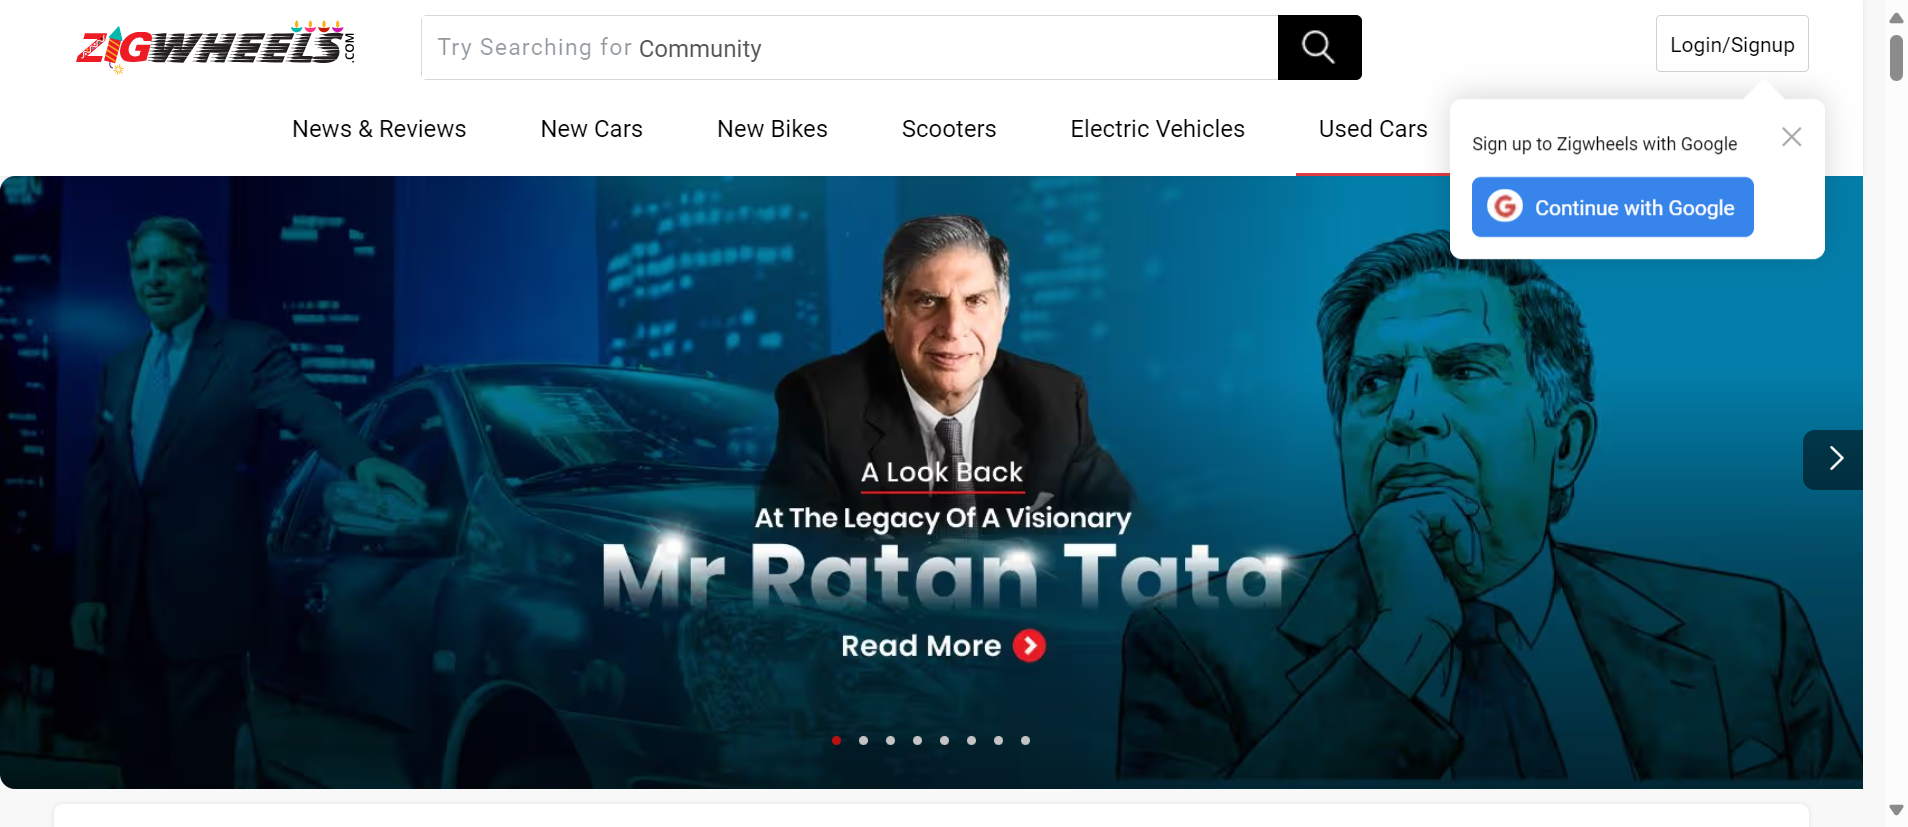 ZIGWHEELS.COM
Try Searching for Community
Login/Signup
News & Reviews
New Cars
New Bikes
Scooters
Electric Vehicles
Used Cars
Sign up to Zigwheels with Google
G Continue with Google
A Look Back
At The Legacy Of A Visionary
Mr Ratan Tata
Read More